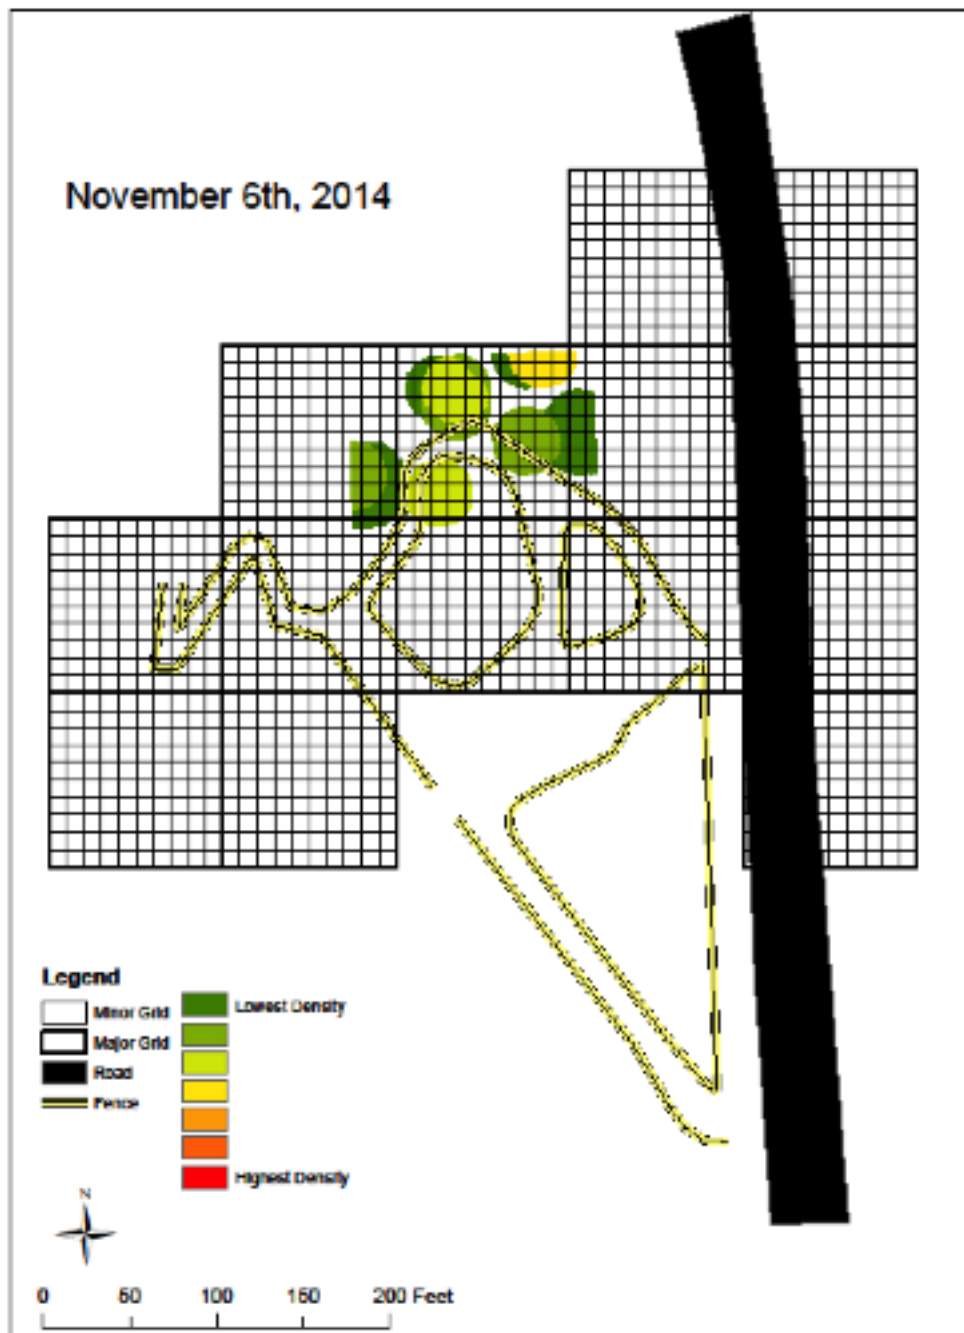 November 6th, 2014
Legend
Minor Grid
Major Grid
Road
Fence
Lowest Density
Highest Density
N
0 50 100 150 200 Feet